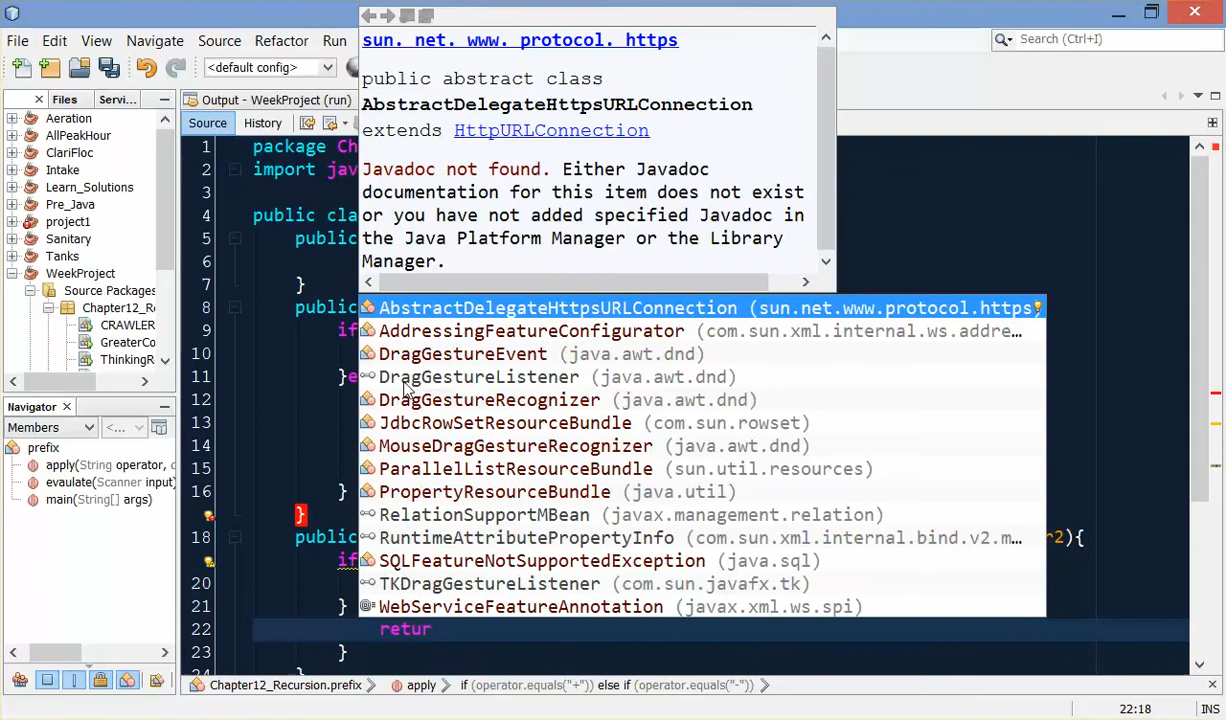 sun. net. www. protocol. https
public abstract class
AbstractDelegateHttpsURLConnection
extends HttpURLConnection
Javadoc not found. Either Javadoc
documentation for this item does not exist
or you have not added specified Javadoc in
the Java Platform Manager or the Library
Manager.
File Edit View Navigate Source Refactor Run
Search (Ctrl+I)
<default config>
Files Servi...
Output - WeekProject (run)
Source History
Aeration
AllPeakHour
ClariFloc
Intake
Learn_Solutions
Pre_Java
project1
Sanitary
Tanks
WeekProject
Source Packages
Chapter12_Re
CRAWLER
GreaterCo
ThinkingR
Navigator
Members <...
prefix
apply(String operator, d
evaulate(Scanner input)
main(String[] args)
1 package Ch
2 import jav
3
4 public cla
5 public
6
7 }
8 public
9 if
10
11 }e
12
13
14
15
16 }
}
18 public r2){
if
20
21 }
22 retur
23 }
24 }
AbstractDelegateHttpsURLConnection (sun.net.www.protocol.https
AddressingFeatureConfigurator (com.sun.xml.internal.ws.addre...
DragGestureEvent (java.awt.dnd)
DragGestureListener (java.awt.dnd)
DragGestureRecognizer (java.awt.dnd)
JdbcRowSetResourceBundle (com.sun.rowset)
MouseDragGestureRecognizer (java.awt.dnd)
ParallelListResourceBundle (sun.util.resources)
PropertyResourceBundle (java.util)
RelationSupportMBean (javax.management.relation)
RuntimeAttributePropertyInfo (com.sun.xml.internal.bind.v2.m...
SQLFeatureNotSupportedException (java.sql)
TKDragGestureListener (com.sun.javafx.tk)
WebServiceFeatureAnnotation (javax.xml.ws.spi)
Chapter12_Recursion.prefix apply if (operator.equals("+")) else if (operator.equals("-"))
22:18 INS